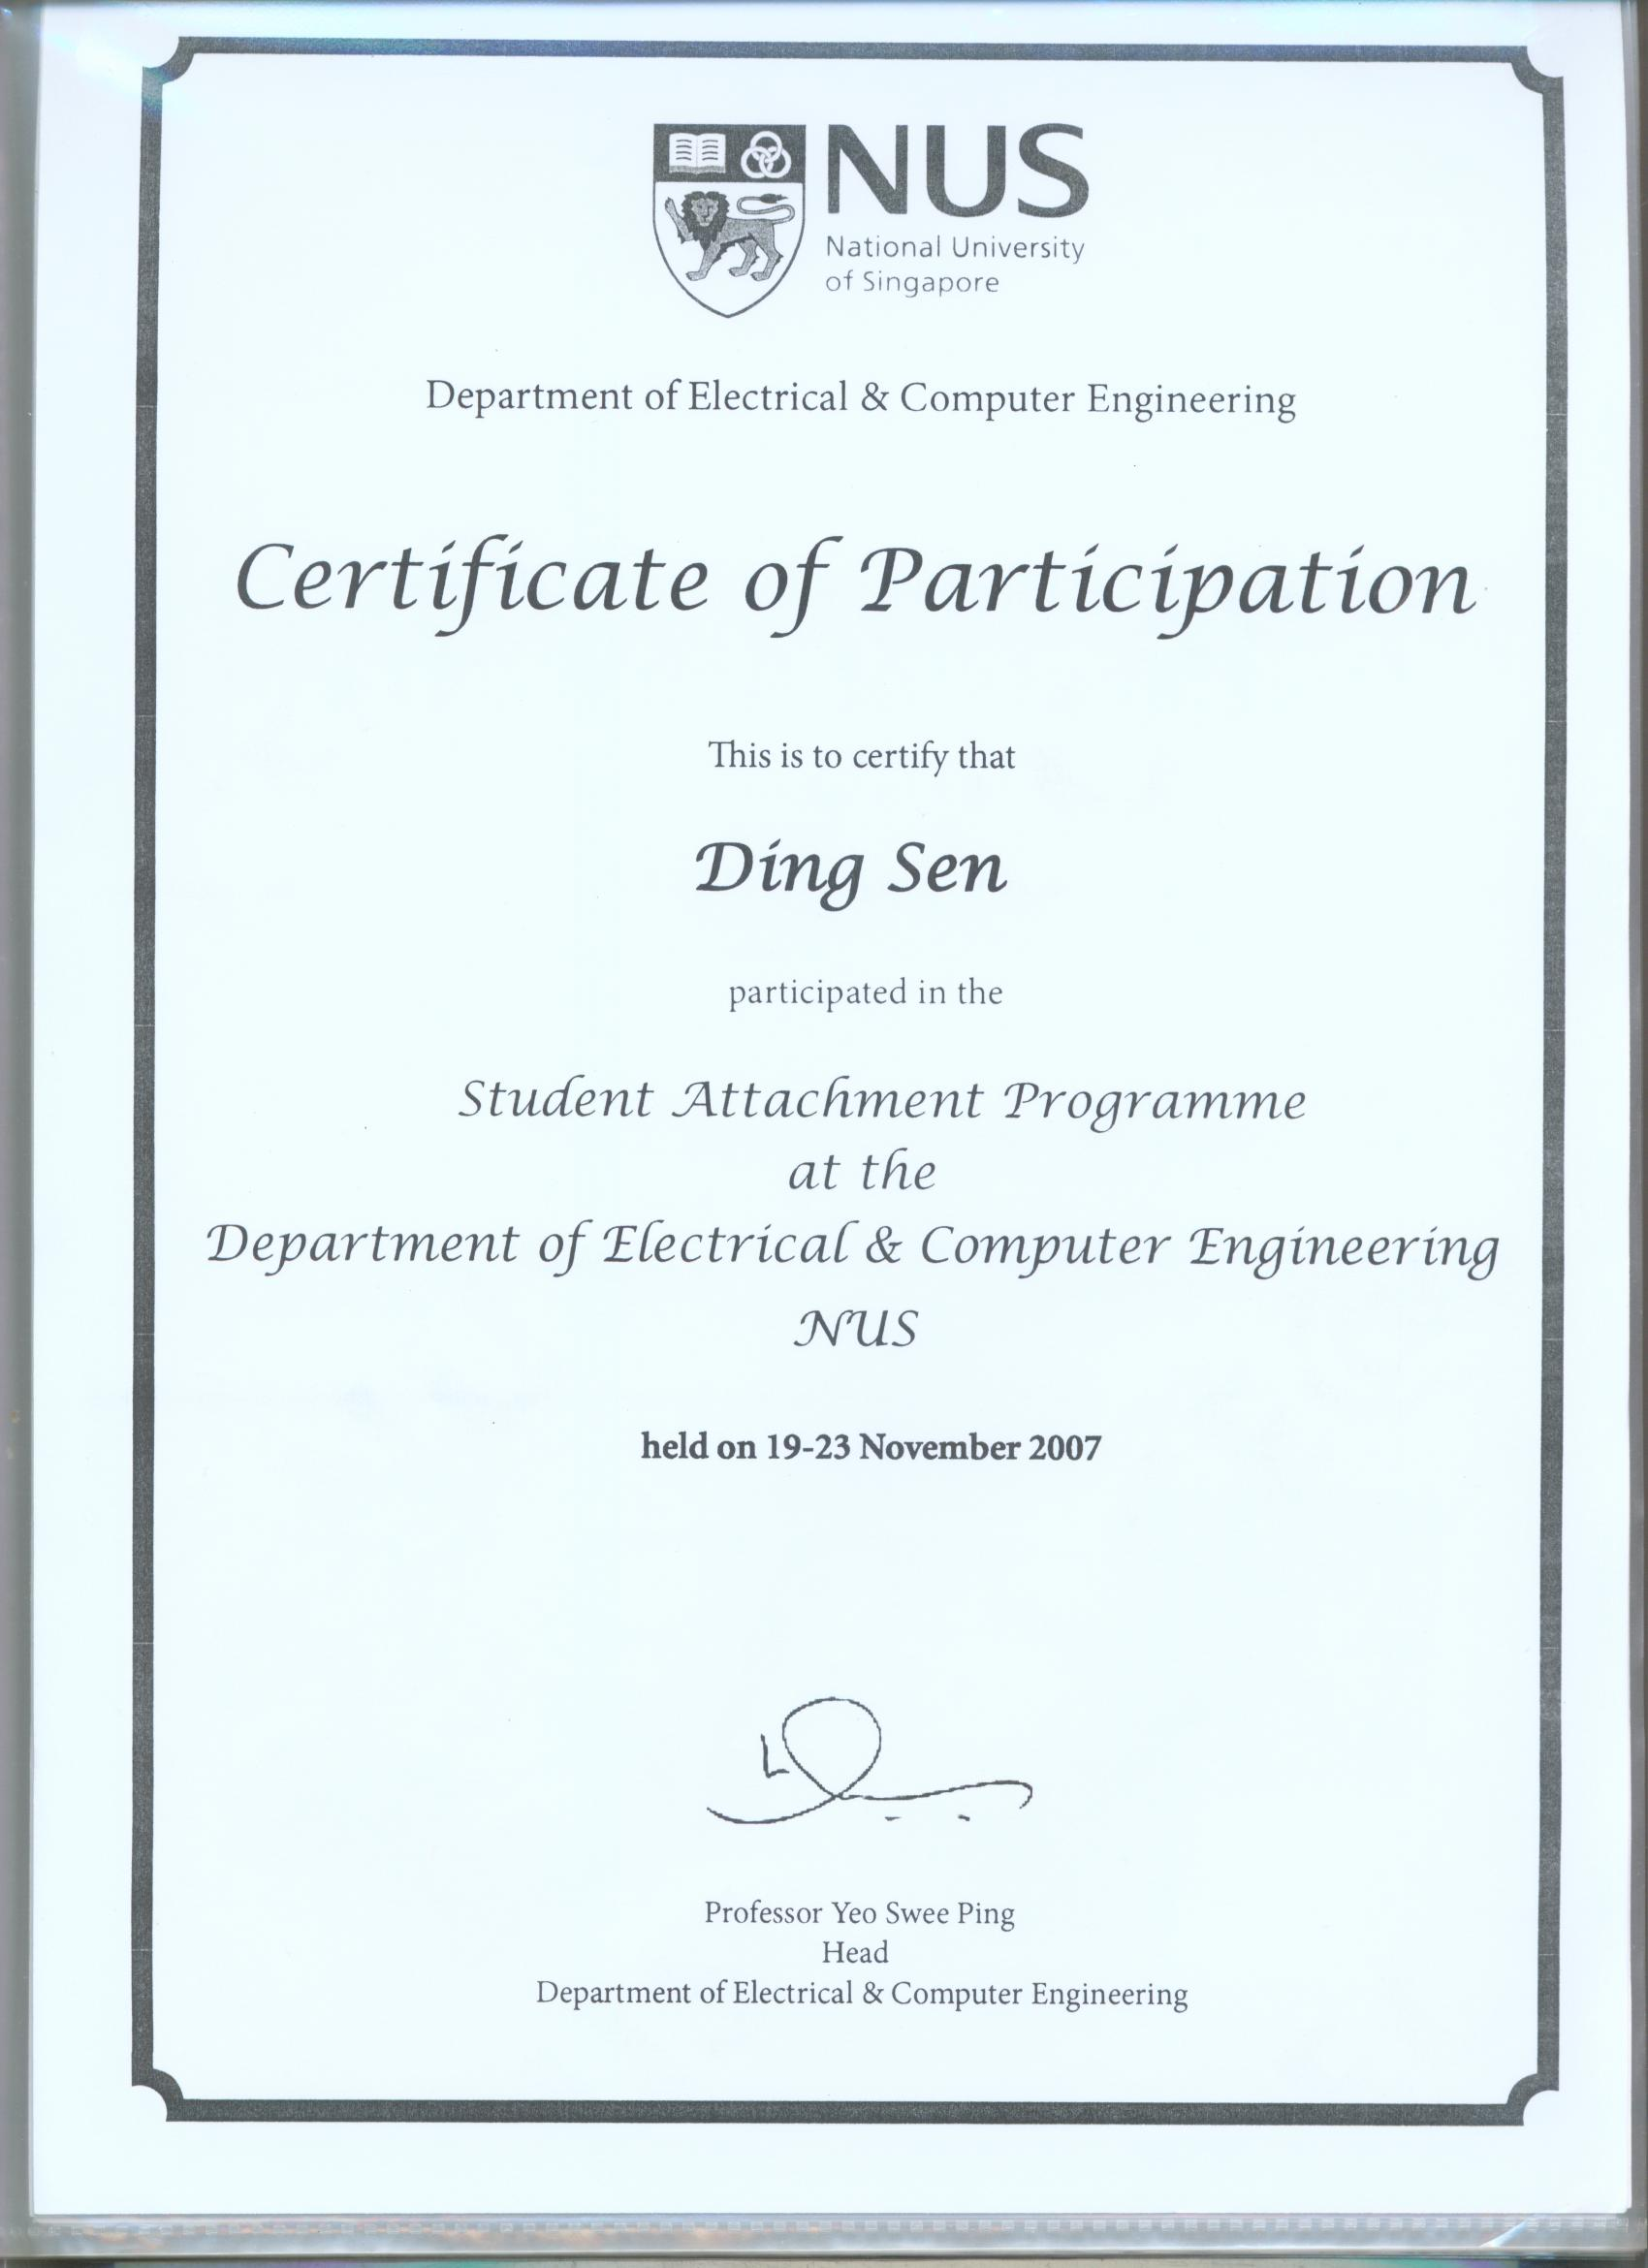 NUS
National University
of Singapore
Department of Electrical & Computer Engineering
Certificate of Participation
This is to certify that
Ding Sen
participated in the
Student Attachment Programme
at the
Department of Electrical & Computer Engineering
NUS
held on 19-23 November 2007
Professor Yeo Swee Ping
Head
Department of Electrical & Computer Engineering